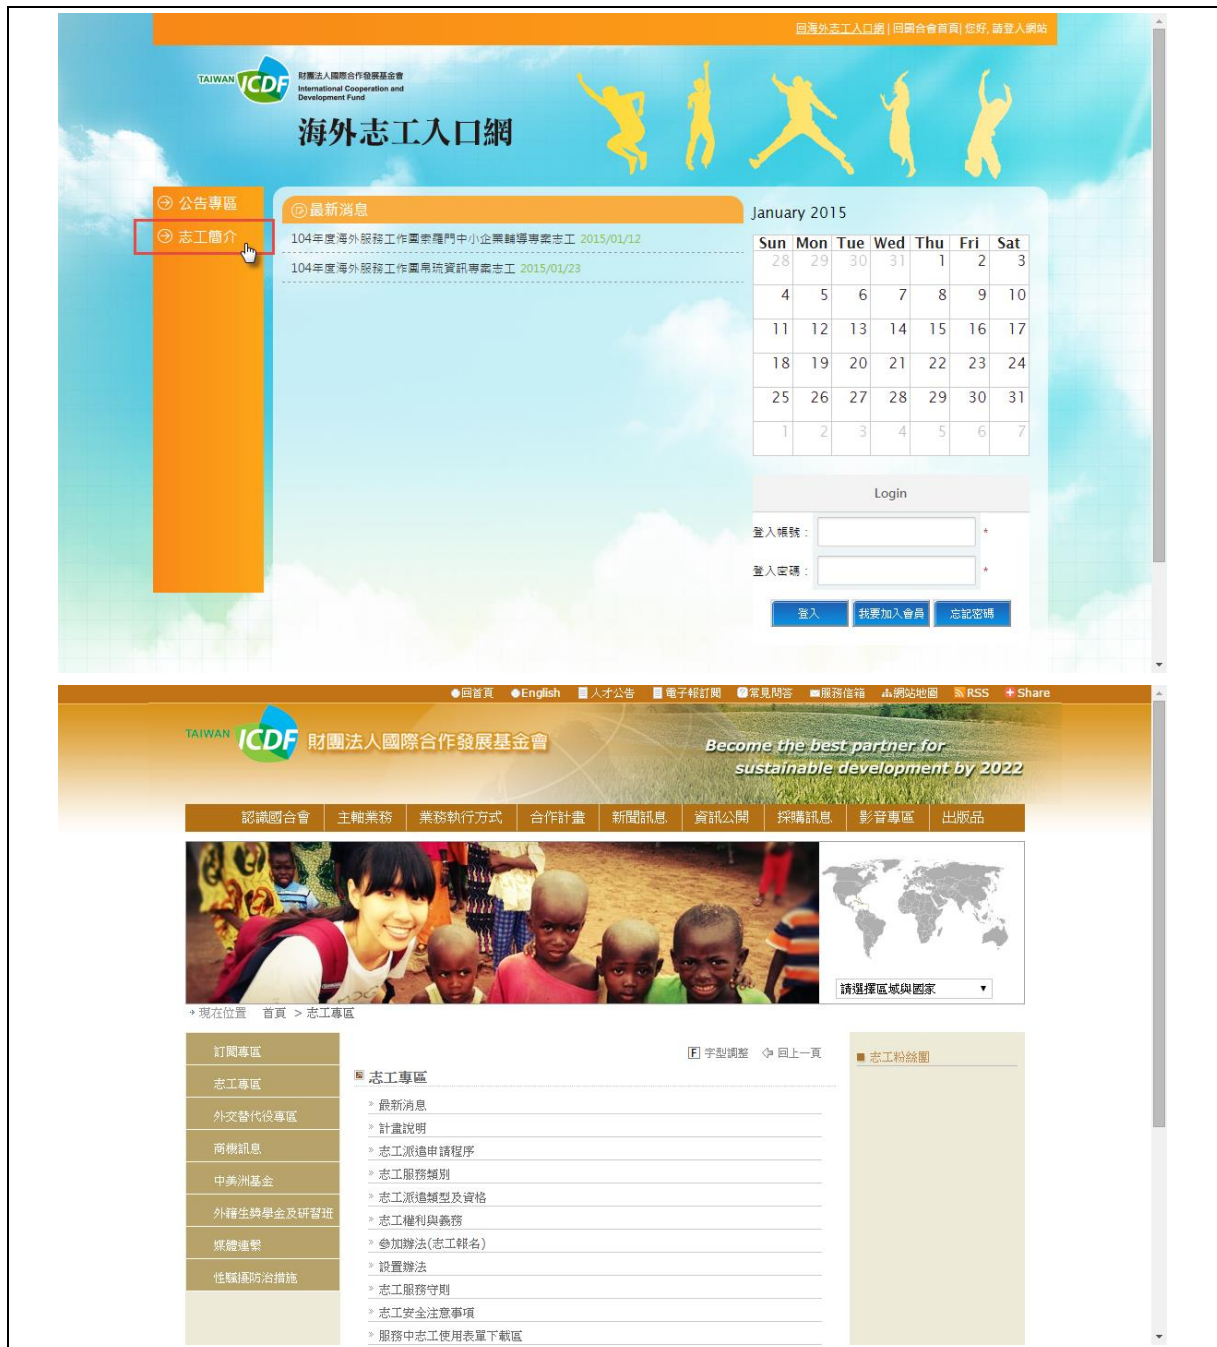 回海外志工入口網 | 回國合會首頁| 您好, 請登入網站
TAIWAN ICDF 財團法人國際合作發展基金會
International Cooperation and
Development Fund
海外志工入口網
公告專區
志工簡介
最新消息
104年度海外服務工作團索羅門中小企業輔導專案志工 2015/01/12
104年度海外服務工作團帛琉資訊專案志工 2015/01/23
January 2015
Sun Mon Tue Wed Thu Fri Sat
28 29 30 31 1 2 3
4 5 6 7 8 9 10
11 12 13 14 15 16 17
18 19 20 21 22 23 24
25 26 27 28 29 30 31
1 2 3 4 5 6 7
Login
登入帳號 : *
登入密碼 : *
登入 我要加入會員 忘記密碼
回首頁 English 人才公告 電子報訂閱 常見問答 服務信箱 網站地圖 RSS Share
TAIWAN ICDF 財團法人國際合作發展基金會
Become the best partner for
sustainable development by 2022
認識國合會 主軸業務 業務執行方式 合作計畫 新聞訊息 資訊公開 採購訊息 影音專區 出版品
請選擇區域與國家
現在位置 首頁 > 志工專區
訂閱專區
志工專區
外交替代役專區
商機訊息
中美洲基金
外籍生獎學金及研習班
媒體連繫
性騷擾防治措施
F 字型調整 回上一頁
志工專區
最新消息
計畫說明
志工派遣申請程序
志工服務類別
志工派遣類型及資格
志工權利與義務
參加辦法(志工報名)
設置辦法
志工服務守則
志工安全注意事項
服務中志工使用表單下載區
志工粉絲團